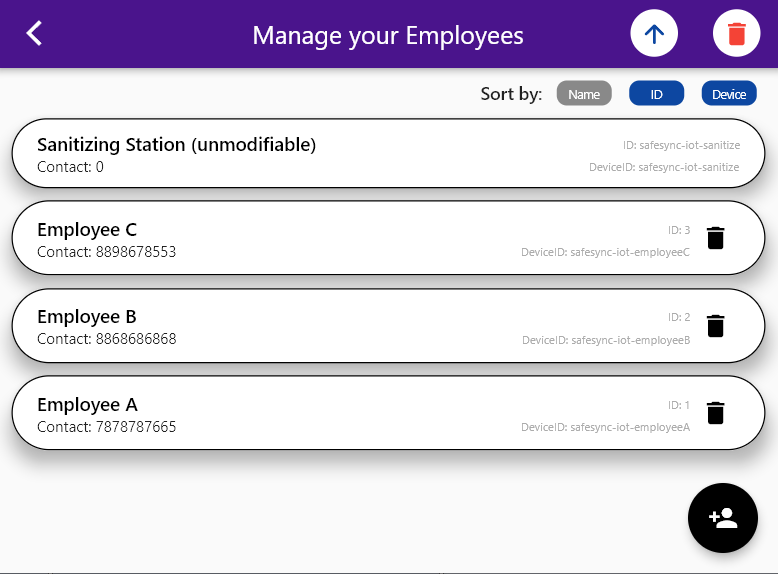 Manage your Employees
Sort by: Name ID Device
Sanitizing Station (unmodifiable)
ID: safesync-iot-sanitize
Contact: 0
DeviceID: safesync-iot-sanitize
Employee C
ID: 3
Contact: 8898678553
DeviceID: safesync-iot-employeeC
Employee B
ID: 2
Contact: 8868686868
DeviceID: safesync-iot-employeeB
Employee A
ID: 1
Contact: 7878787665
DeviceID: safesync-iot-employeeA